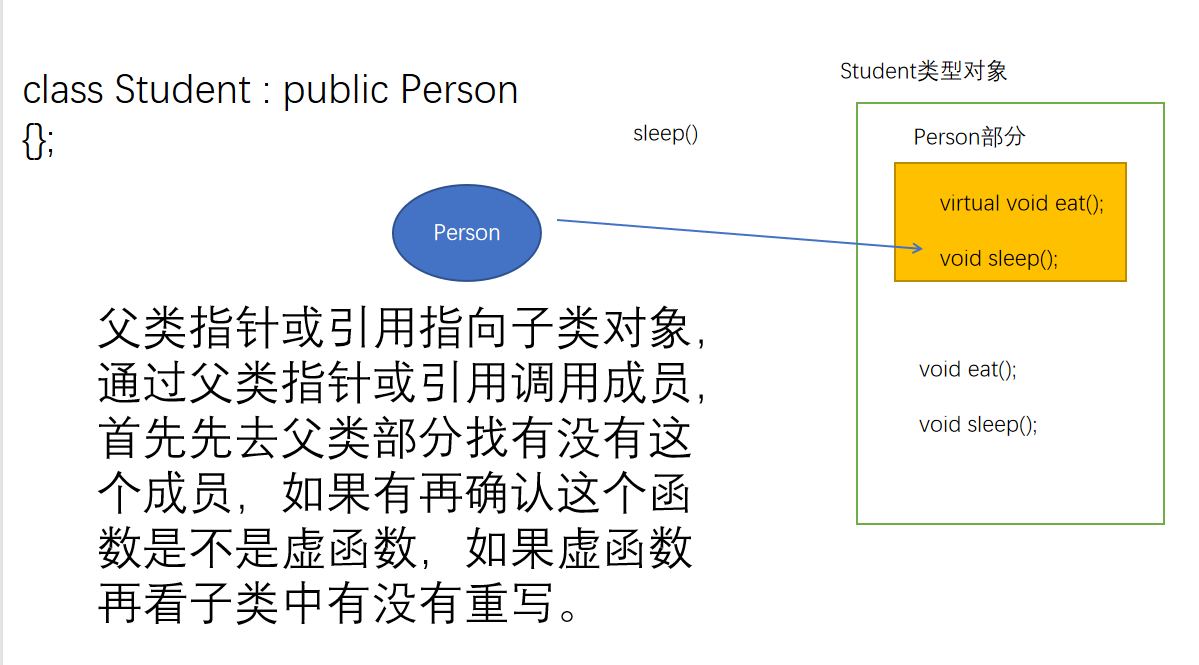 class Student : public Person
{};
sleep()
Person
父类指针或引用指向子类对象，
通过父类指针或引用调用成员，
首先先去父类部分找有没有这
个成员，如果有再确认这个函
数是不是虚函数，如果虚函数
再看子类中有没有重写。
Student类型对象
Person部分
virtual void eat();
void sleep();
void eat();
void sleep();